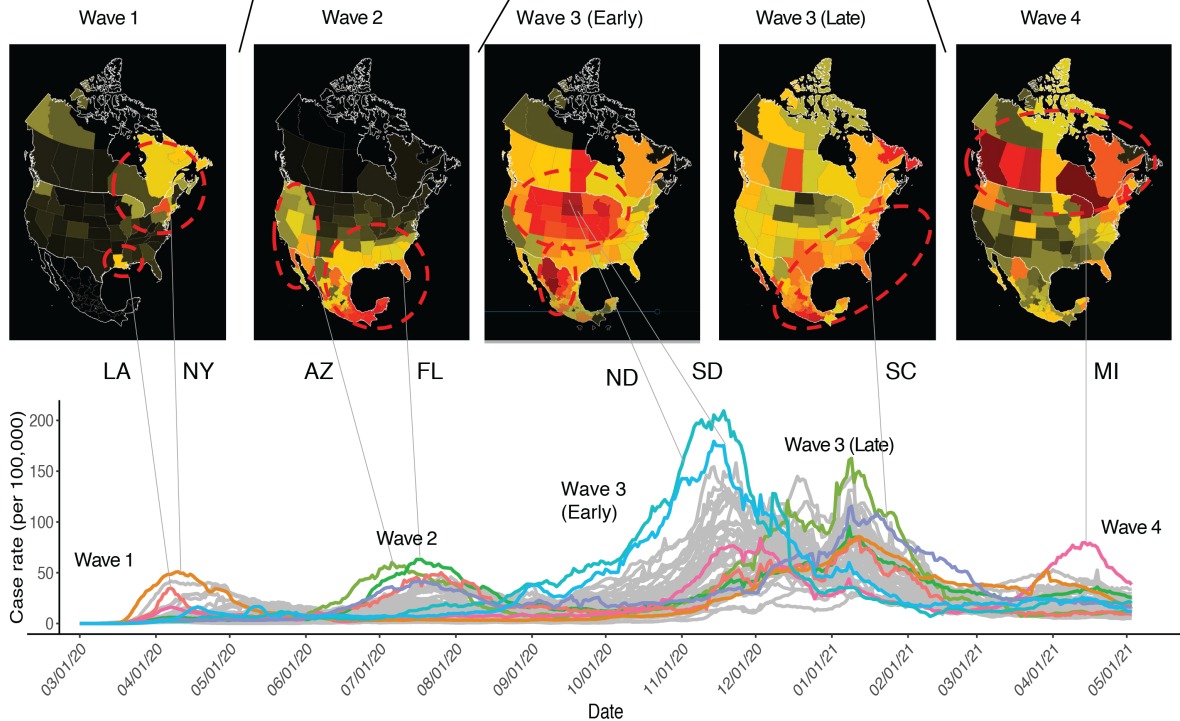 Wave 1
Wave 2
Wave 3 (Early)
Wave 3 (Late)
Wave 4
LA
NY
AZ
FL
ND
SD
SC
MI
Case rate (per 100,000)
200
150
100
50
0
Wave 1
Wave 2
Wave 3
(Early)
Wave 3 (Late)
Wave 4
03/01/20
04/01/20
05/01/20
06/01/20
07/01/20
08/01/20
09/01/20
10/01/20
11/01/20
12/01/20
01/01/21
02/01/21
03/01/21
04/01/21
05/01/21
Date